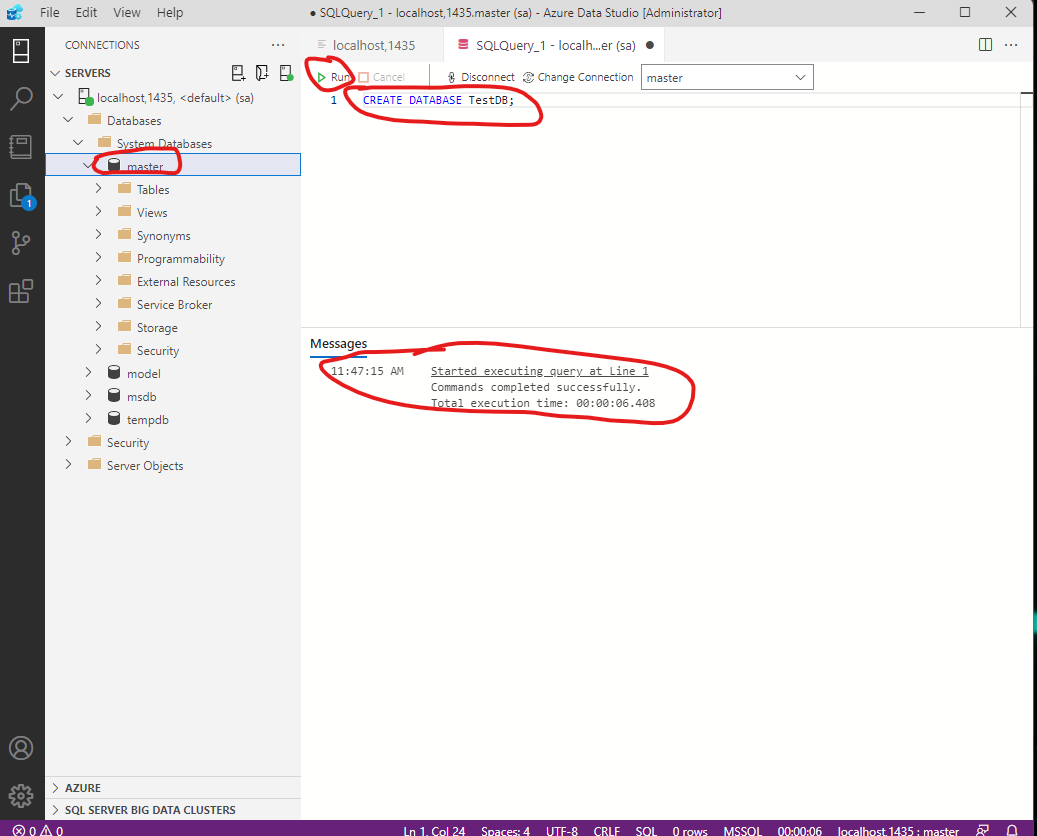 File Edit View Help
● SQLQuery_1 - localhost,1435.master (sa) - Azure Data Studio [Administrator]
CONNECTIONS
localhost,1435
SQLQuery_1 - localh...er (sa) ●
SERVERS
Run Cancel Disconnect Change Connection master
localhost,1435, <default> (sa)
1 CREATE DATABASE TestDB;
Databases
System Databases
master
Tables
Views
1
Synonyms
Programmability
External Resources
Service Broker
Storage
Security
model
msdb
tempdb
Security
Server Objects
Messages
11:47:15 AM Started executing query at Line 1
Commands completed successfully.
Total execution time: 00:00:06.408
AZURE
SQL SERVER BIG DATA CLUSTERS
0 0 Ln 1, Col 24 Spaces: 4 UTF-8 CRLF SQL 0 rows MSSQL 00:00:06 localhost,1435 : master